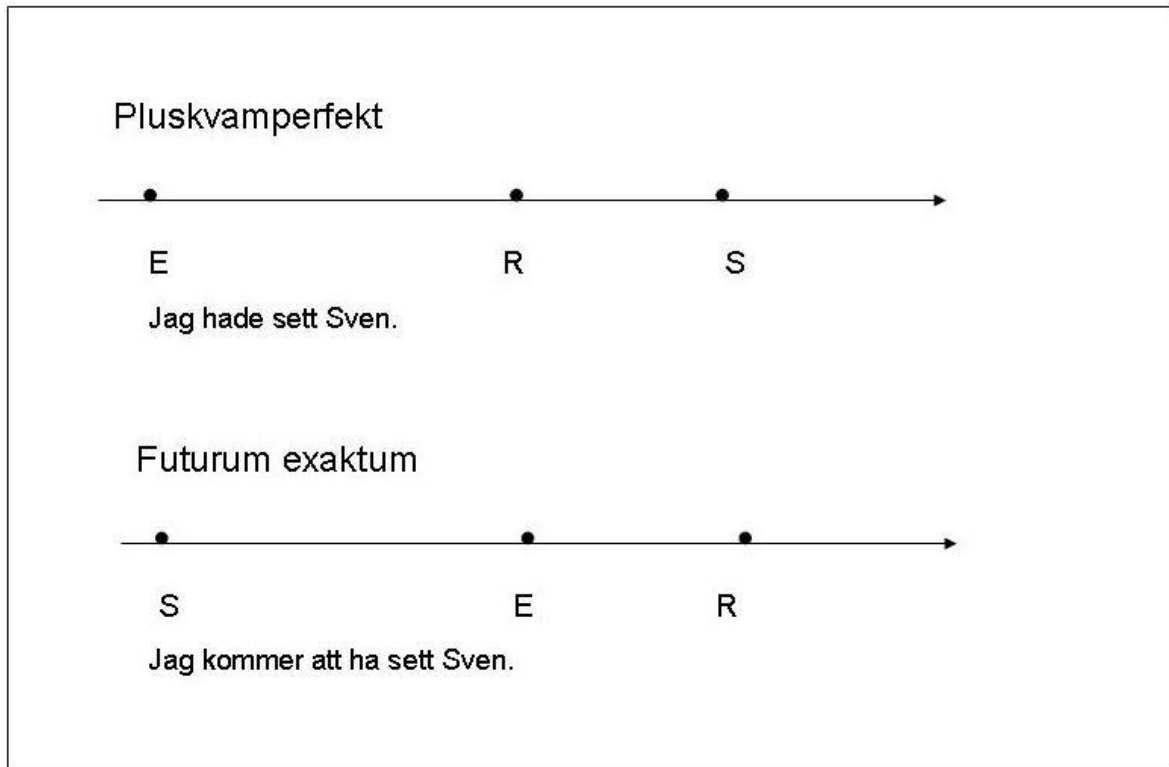 Pluskvamperfekt
E R S
Jag hade sett Sven.
Futurum exaktum
S E R
Jag kommer att ha sett Sven.